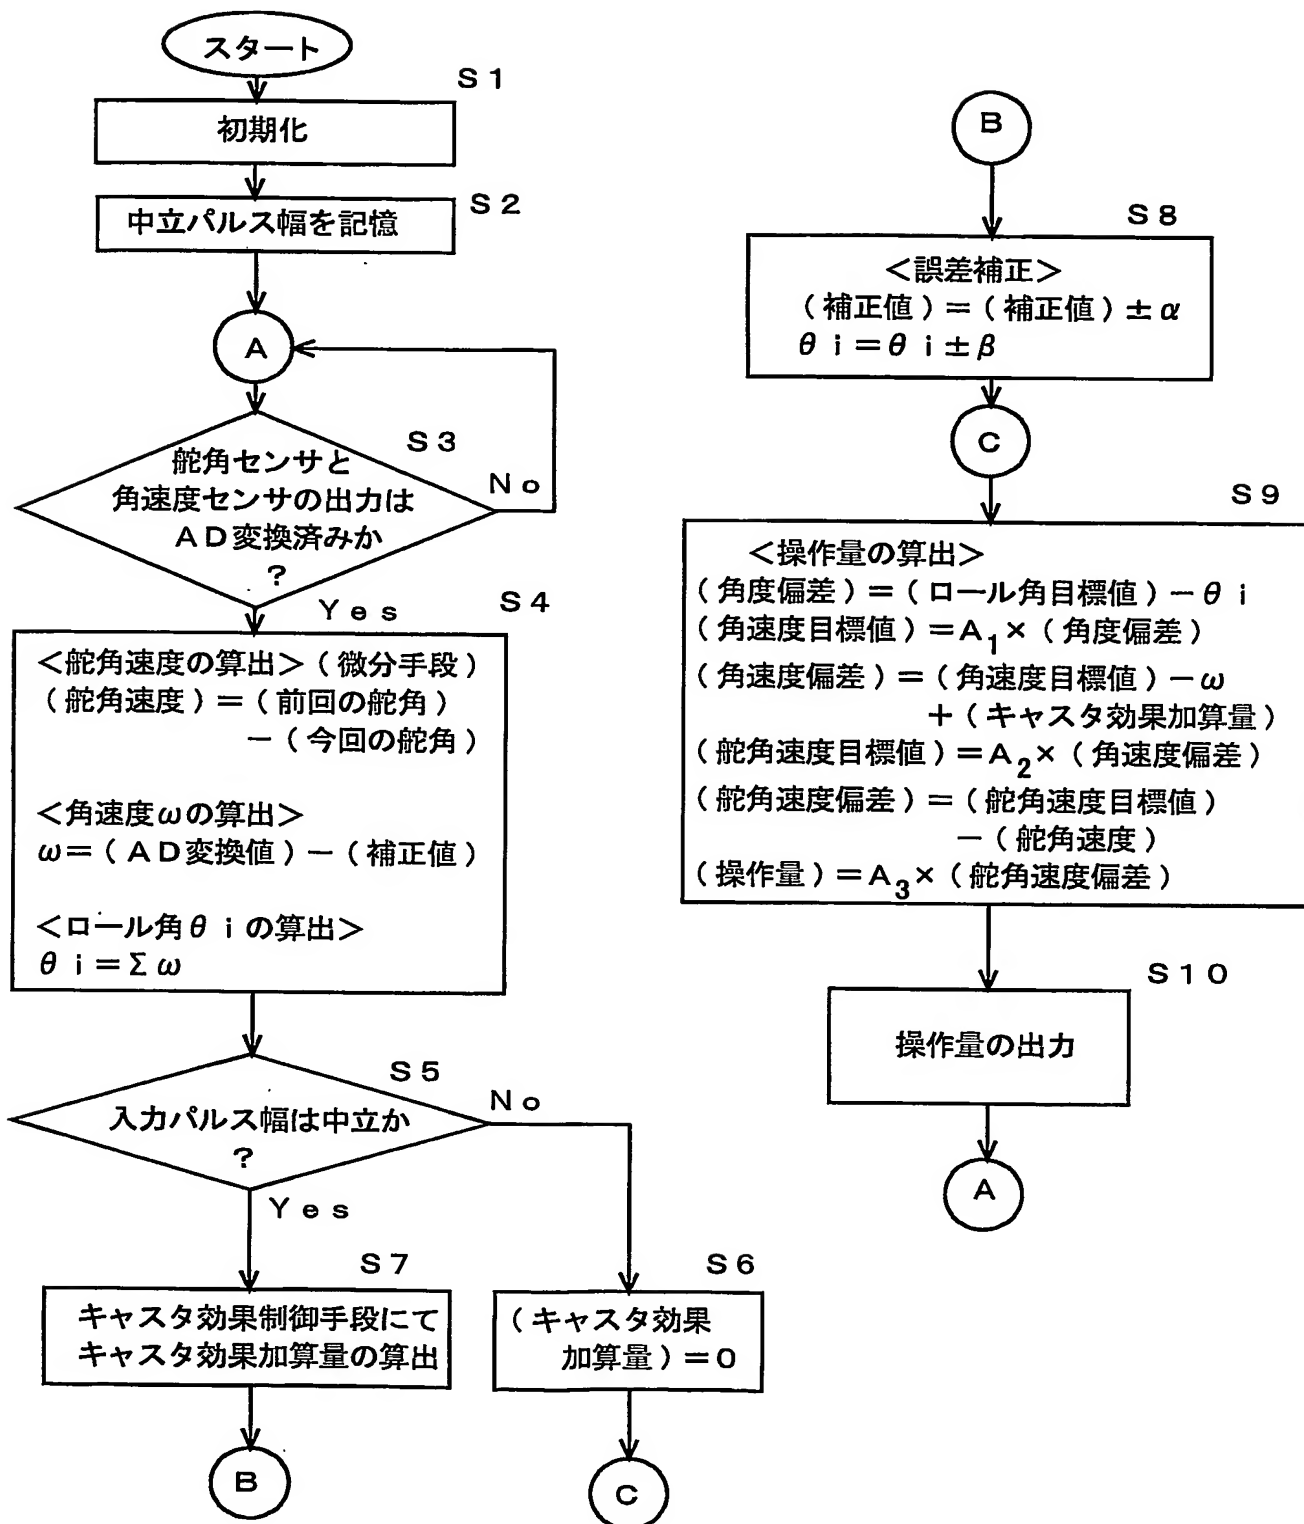 スタート
S1
初期化
S2
中立パルス幅を記憶
A
S3
舵角センサと
角速度センサの出力は
AD変換済みか
?
No
Yes
S4
<舵角速度の算出>(微分手段)
(舵角速度)=(前回の舵角)
-(今回の舵角)
<角速度ωの算出>
ω=(AD変換値)-(補正値)
<ロール角θiの算出>
θi=Σω
S5
入力パルス幅は中立か
?
No
Yes
S7
キャスタ効果制御手段にて
キャスタ効果加算量の算出
B
S6
(キャスタ効果
加算量)=0
C
B
S8
<誤差補正>
(補正値)=(補正値)±α
θi=θi±β
C
S9
<操作量の算出>
(角度偏差)=(ロール角目標値)-θi
(角速度目標値)=A₁×(角度偏差)
(角速度偏差)=(角速度目標値)-ω
+(キャスタ効果加算量)
(舵角速度目標値)=A₂×(角速度偏差)
(舵角速度偏差)=(舵角速度目標値)
-(舵角速度)
(操作量)=A₃×(舵角速度偏差)
S10
操作量の出力
A